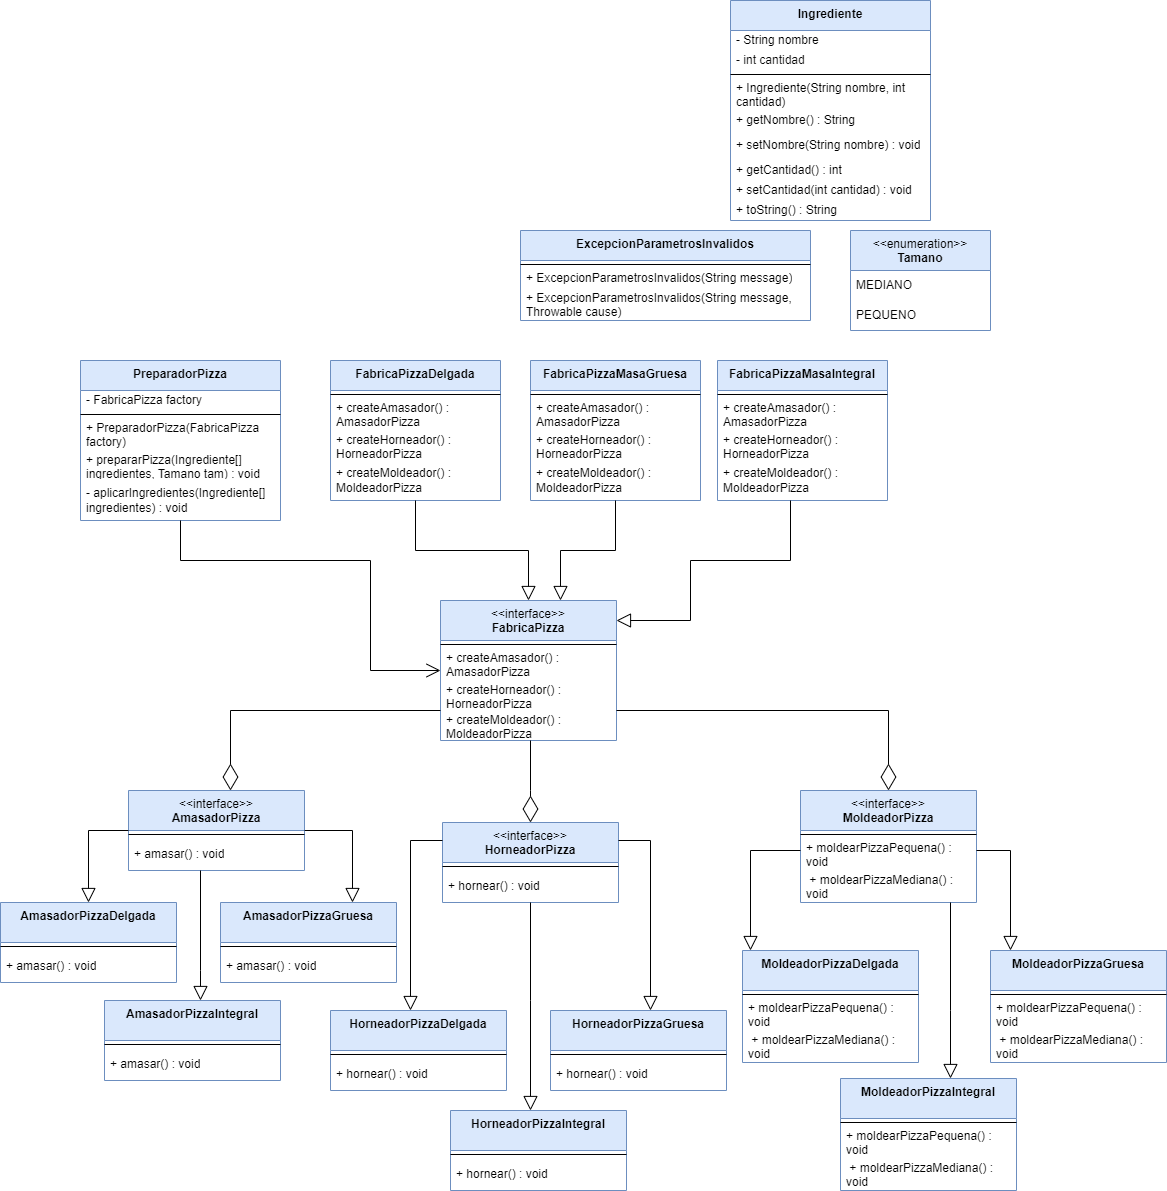 Ingrediente
- String nombre
- int cantidad
+ Ingrediente(String nombre, int
cantidad)
+ getNombre() : String
+ setNombre(String nombre) : void
+ getCantidad() : int
+ setCantidad(int cantidad) : void
+ toString() : String
ExcepcionParametrosInvalidos
+ ExcepcionParametrosInvalidos(String message)
+ ExcepcionParametrosInvalidos(String message,
Throwable cause)
<<enumeration>>
Tamano
MEDIANO
PEQUENO
PreparadorPizza
- FabricaPizza factory
+ PreparadorPizza(FabricaPizza
factory)
+ prepararPizza(Ingrediente[]
ingredientes, Tamano tam) : void
- aplicarIngredientes(Ingrediente[]
ingredientes) : void
FabricaPizzaDelgada
+ createAmasador() :
AmasadorPizza
+ createHorneador() :
HorneadorPizza
+ createMoldeador() :
MoldeadorPizza
FabricaPizzaMasaGruesa
+ createAmasador() :
AmasadorPizza
+ createHorneador() :
HorneadorPizza
+ createMoldeador() :
MoldeadorPizza
FabricaPizzaMasaIntegral
+ createAmasador() :
AmasadorPizza
+ createHorneador() :
HorneadorPizza
+ createMoldeador() :
MoldeadorPizza
<<interface>>
FabricaPizza
+ createAmasador() :
AmasadorPizza
+ createHorneador() :
HorneadorPizza
+ createMoldeador() :
MoldeadorPizza
<<interface>>
AmasadorPizza
+ amasar() : void
<<interface>>
HorneadorPizza
+ hornear() : void
<<interface>>
MoldeadorPizza
+ moldearPizzaPequena() :
void
+ moldearPizzaMediana() :
void
AmasadorPizzaDelgada
+ amasar() : void
AmasadorPizzaGruesa
+ amasar() : void
AmasadorPizzaIntegral
+ amasar() : void
HorneadorPizzaDelgada
+ hornear() : void
HorneadorPizzaGruesa
+ hornear() : void
HorneadorPizzaIntegral
+ hornear() : void
MoldeadorPizzaDelgada
+ moldearPizzaPequena() :
void
+ moldearPizzaMediana() :
void
MoldeadorPizzaGruesa
+ moldearPizzaPequena() :
void
+ moldearPizzaMediana() :
void
MoldeadorPizzaIntegral
+ moldearPizzaPequena() :
void
+ moldearPizzaMediana() :
void